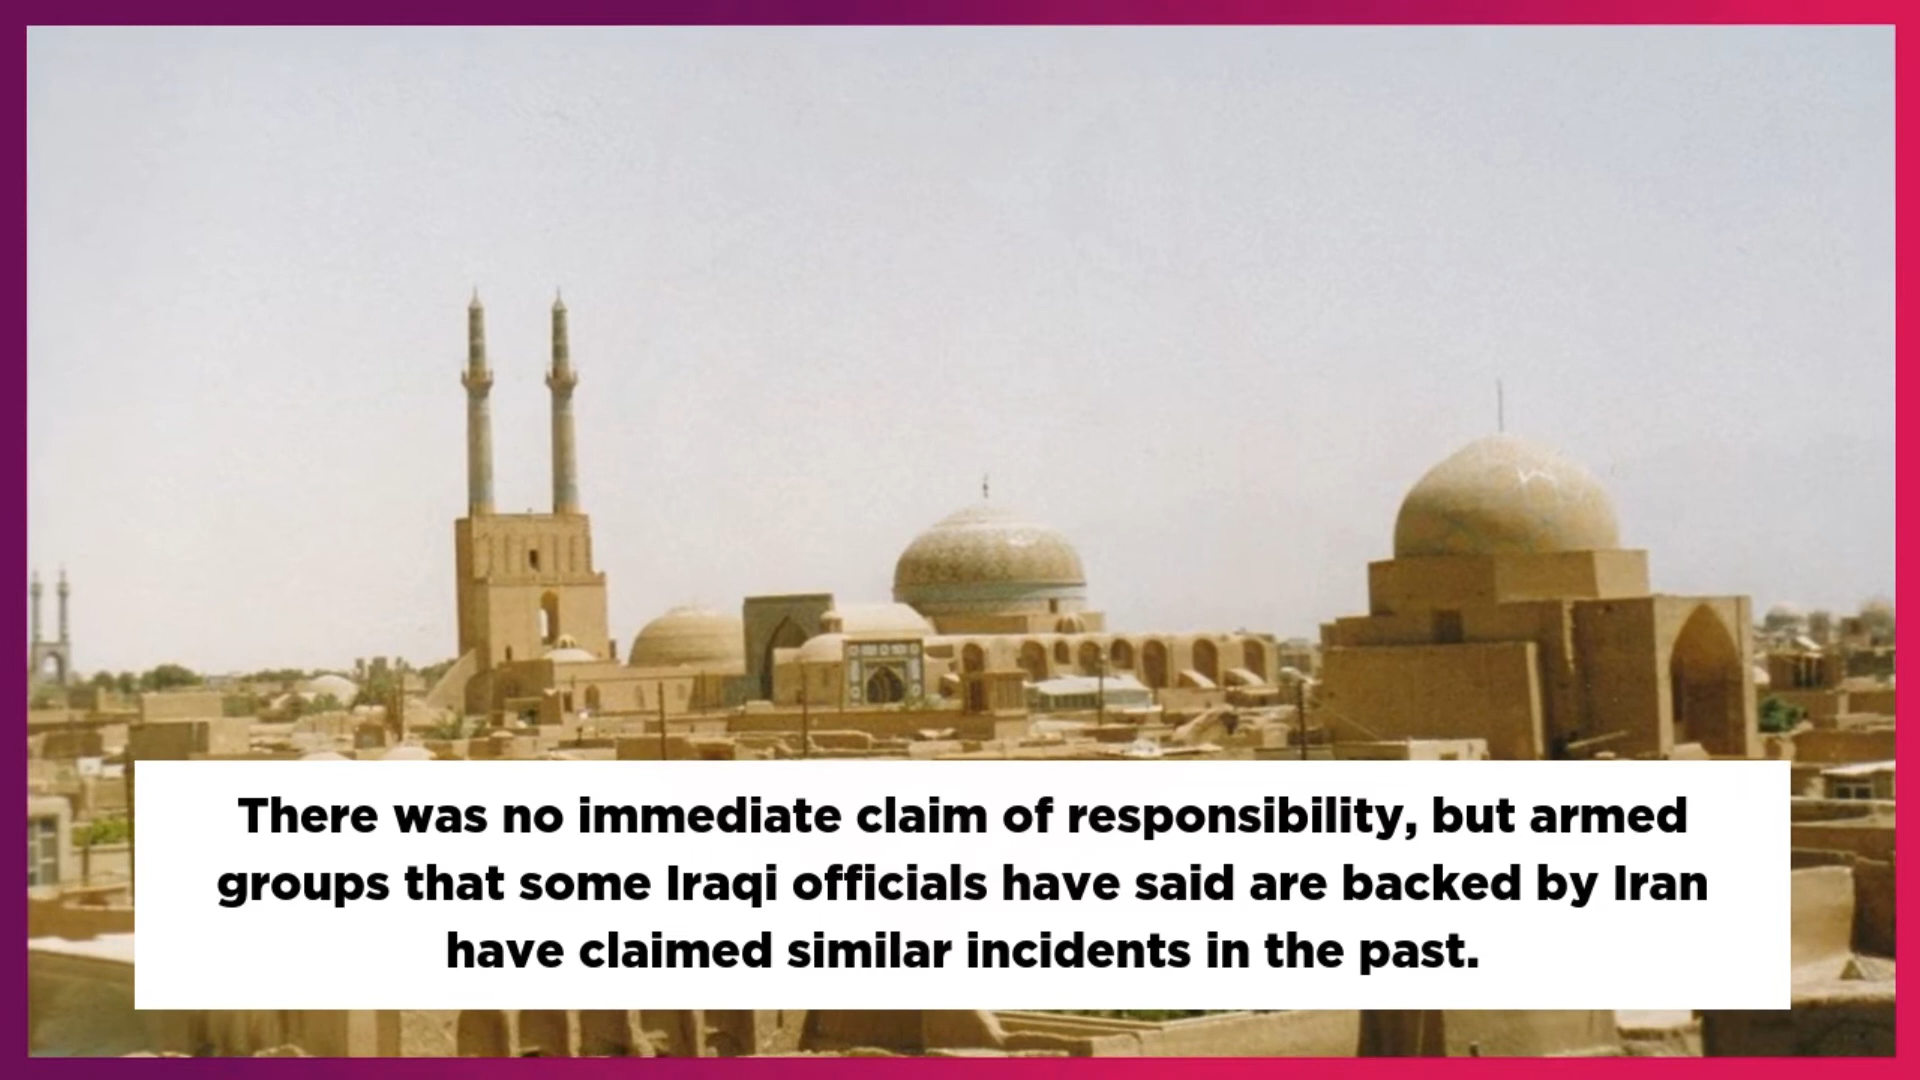 There was no immediate claim of responsibility, but armed
groups that some Iraqi officials have said are backed by Iran
have claimed similar incidents in the past.